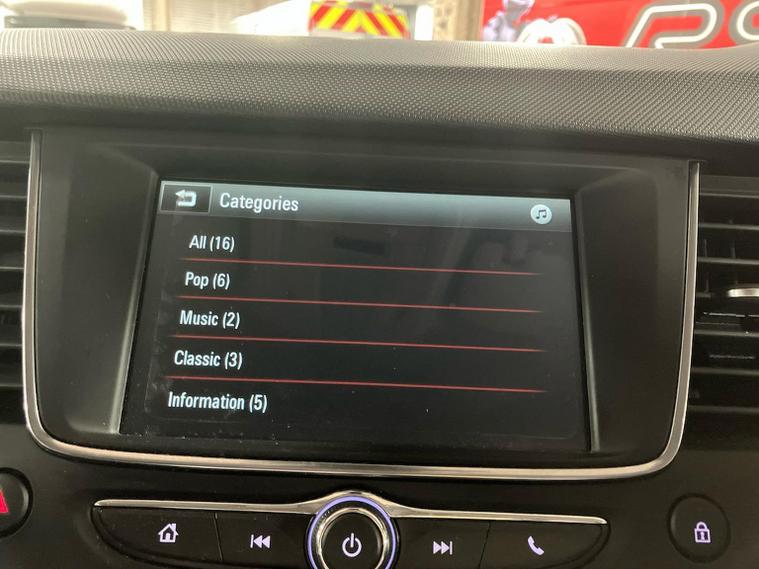 Categories
All (16)
Pop (6)
Music (2)
Classic (3)
Information (5)